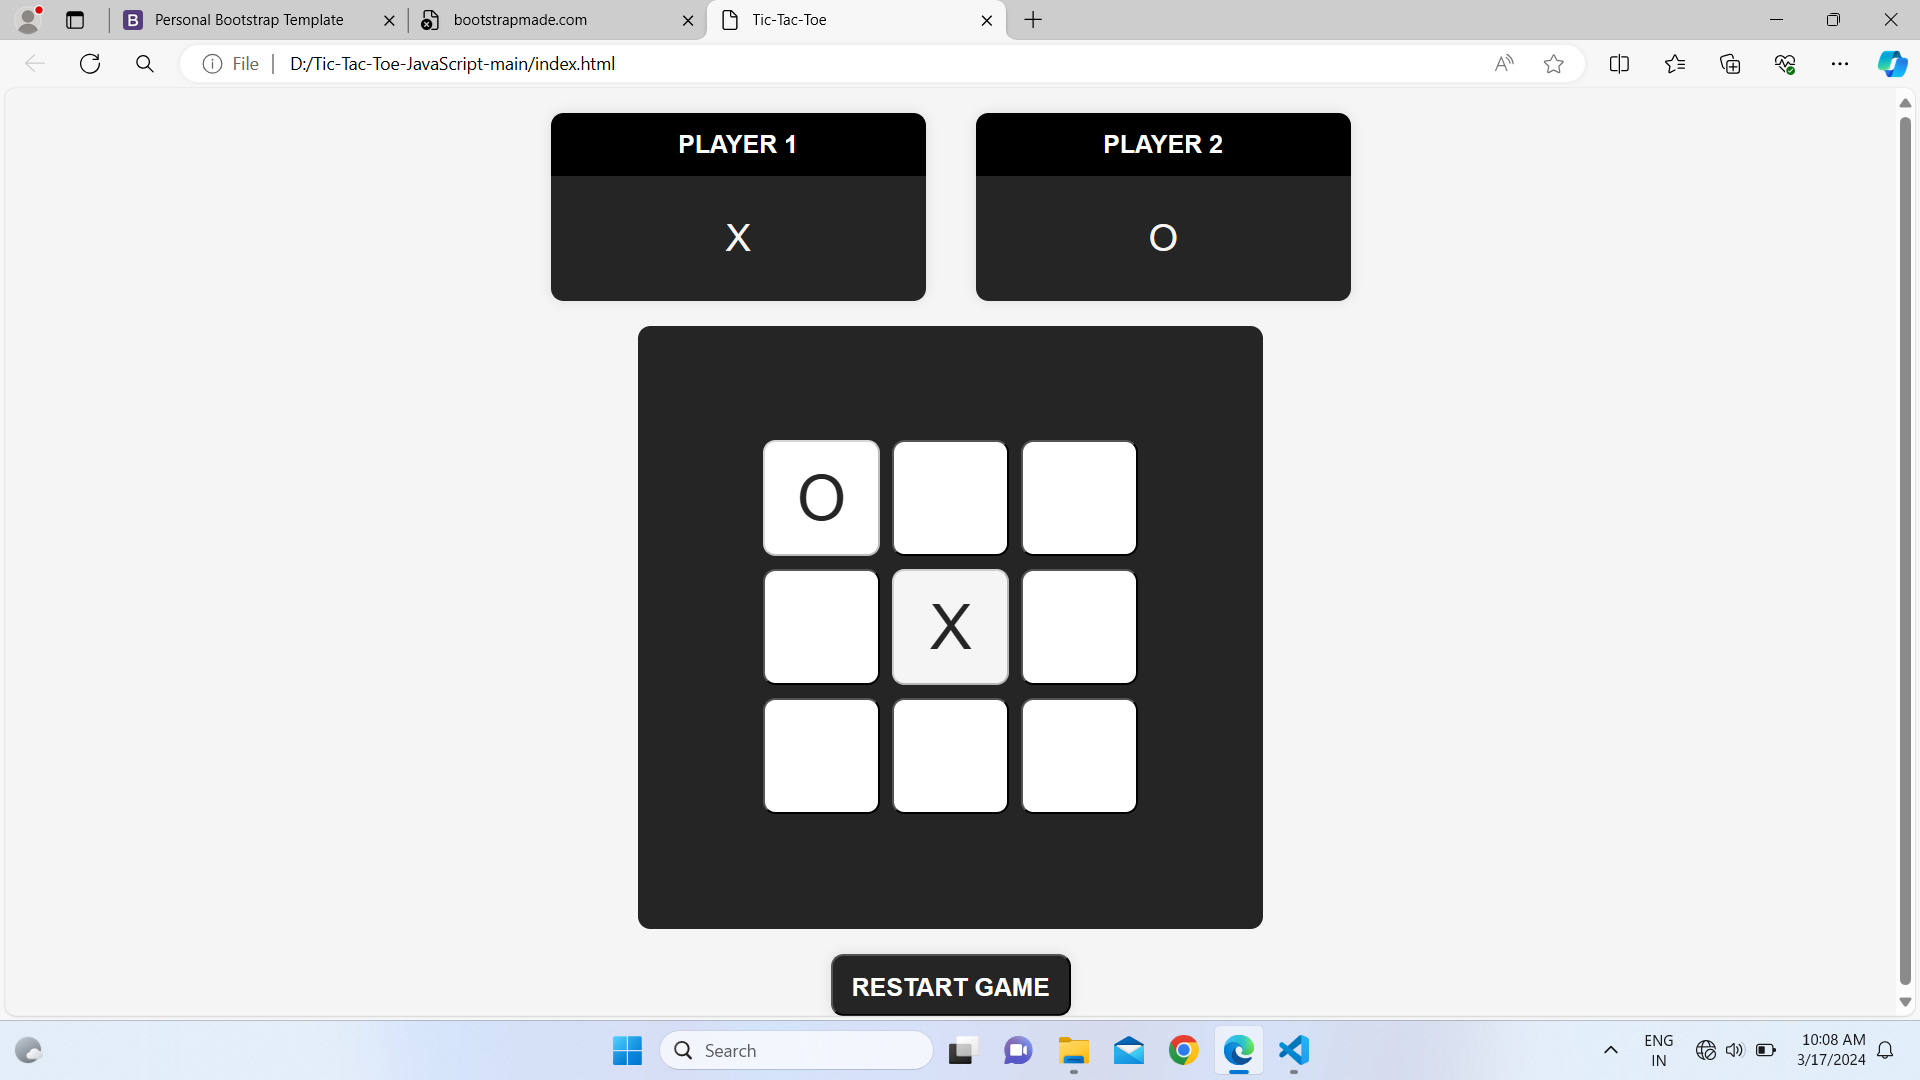 Personal Bootstrap Template
bootstrapmade.com
Tic-Tac-Toe
File
D:/Tic-Tac-Toe-JavaScript-main/index.html
PLAYER 1
PLAYER 2
X
O
O
X
RESTART GAME
Search
ENG
IN
10:08 AM
3/17/2024